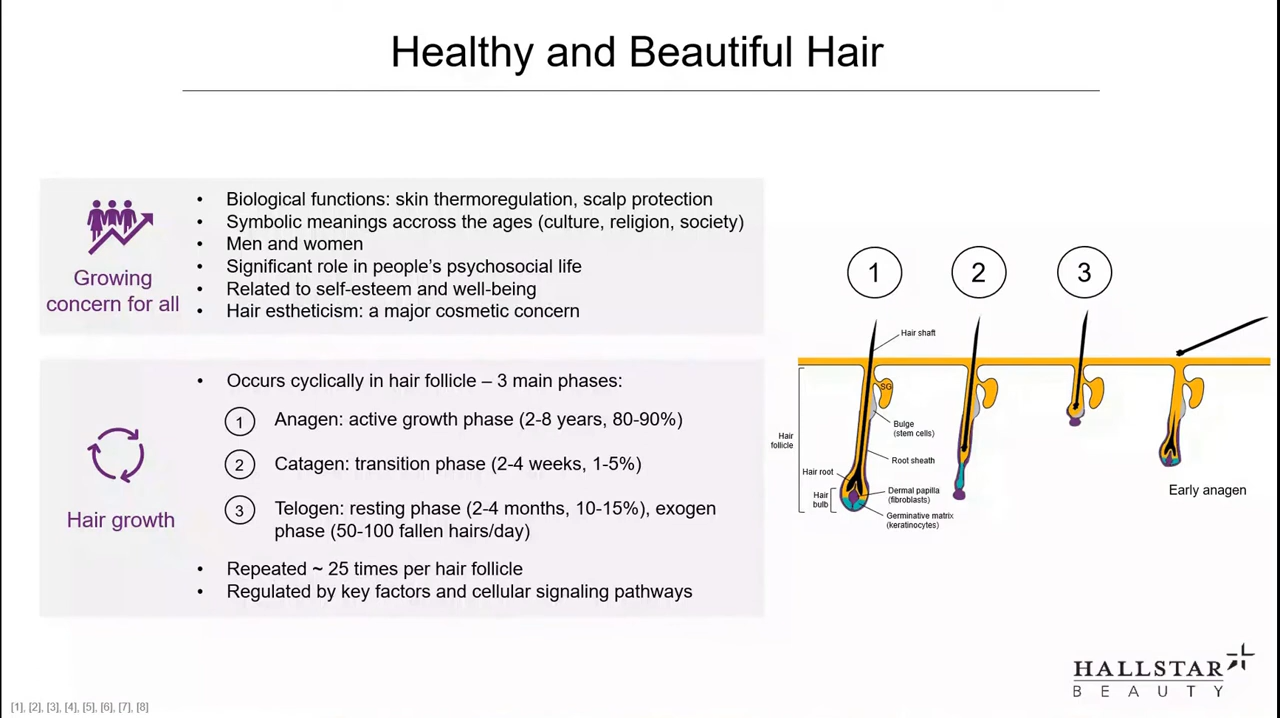 Healthy and Beautiful Hair
Growing
concern for all
• Biological functions: skin thermoregulation, scalp protection
• Symbolic meanings accross the ages (culture, religion, society)
• Men and women
• Significant role in people's psychosocial life
• Related to self-esteem and well-being
• Hair estheticism: a major cosmetic concern
Hair growth
• Occurs cyclically in hair follicle – 3 main phases:
1 Anagen: active growth phase (2-8 years, 80-90%)
2 Catagen: transition phase (2-4 weeks, 1-5%)
3 Telogen: resting phase (2-4 months, 10-15%), exogen
phase (50-100 fallen hairs/day)
• Repeated ~ 25 times per hair follicle
• Regulated by key factors and cellular signaling pathways
1
2
3
Hair shaft
SG
Bulge
(stem cells)
Hair
follicle
Root sheath
Hair root
Hair
bulb
Dermal papilla
(fibroblasts)
Germinative matrix
(keratinocytes)
Early anagen
HALLSTAR
BEAUTY
[1], [2], [3], [4], [5], [6], [7], [8]